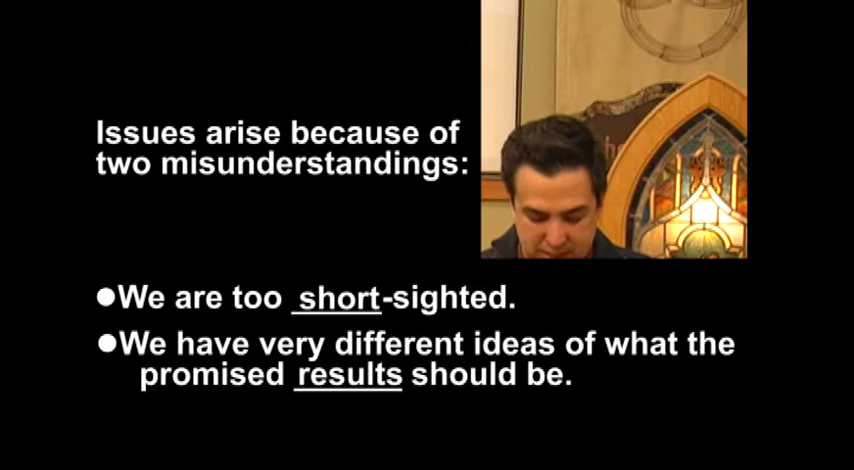 Issues arise because of
two misunderstandings:
●We are too short-sighted.
●We have very different ideas of what the
promised results should be.